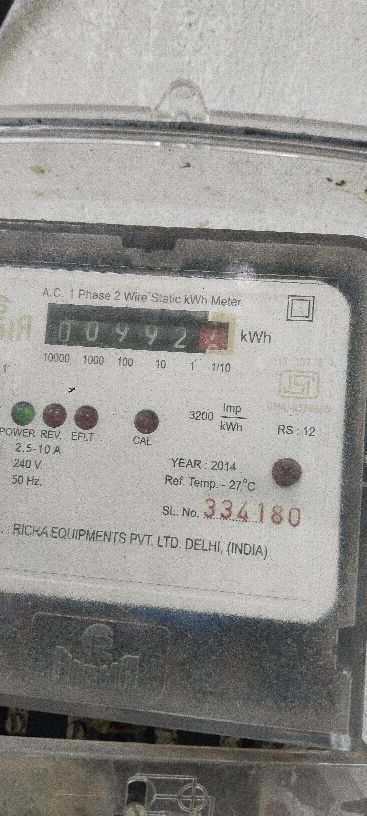 A.C. 1 Phase 2 Wire Static kWh Meter.
00992 kWh
10000 1000 100 10 1 1/10
POWER REV. EFLT CAL
3200 Imp/kWh
RS : 12
2.5-10 A
240 V.
50 Hz.
YEAR : 2014
Ref. Temp. - 27°C
SL. No. 334180
RICHA EQUIPMENTS PVT. LTD. DELHI, (INDIA)